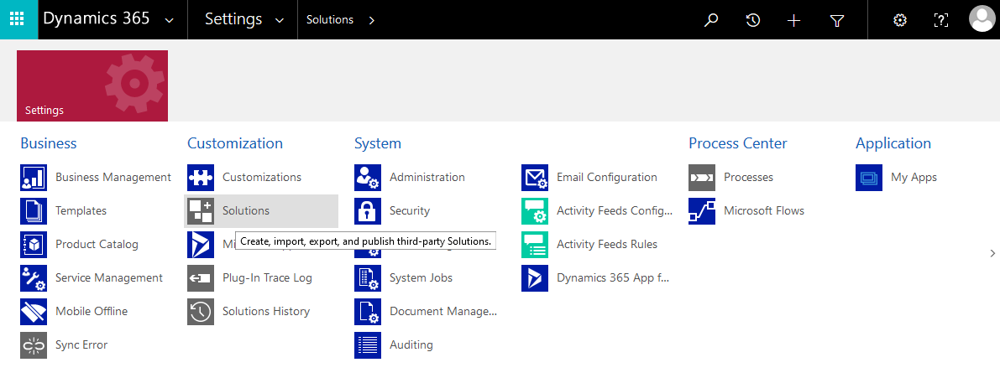 Dynamics 365 Settings Solutions
Settings
Business Customization System Process Center Application
Business Management Customizations Administration Email Configuration Processes My Apps
Templates Solutions Security Activity Feeds Config... Microsoft Flows
Create, import, export, and publish third-party Solutions.
Product Catalog Activity Feeds Rules
Service Management Plug-In Trace Log System Jobs Dynamics 365 App f...
Mobile Offline Solutions History Document Manage...
Sync Error Auditing